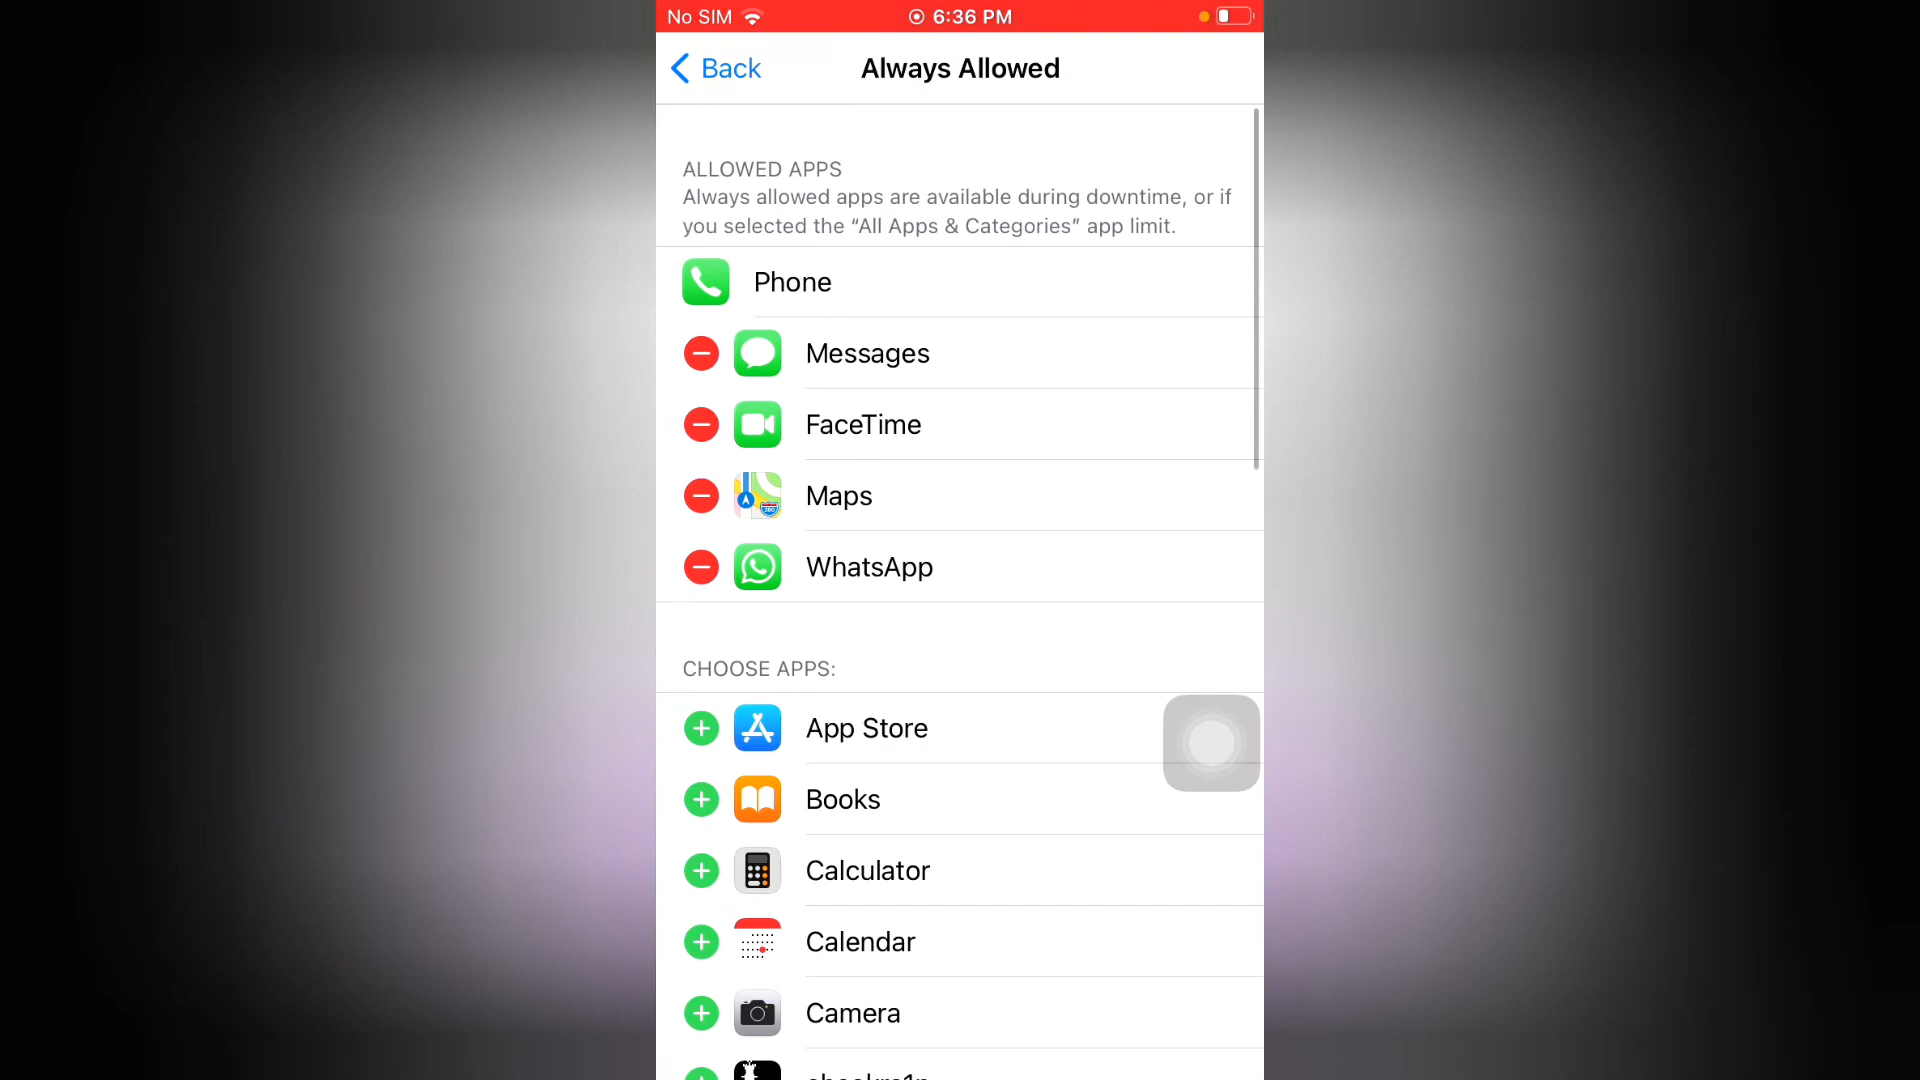 No SIM 6:36 PM
Back Always Allowed
ALLOWED APPS
Always allowed apps are available during downtime, or if
you selected the “All Apps & Categories” app limit.
Phone
Messages
FaceTime
Maps
WhatsApp
CHOOSE APPS:
App Store
Books
Calculator
Calendar
Camera